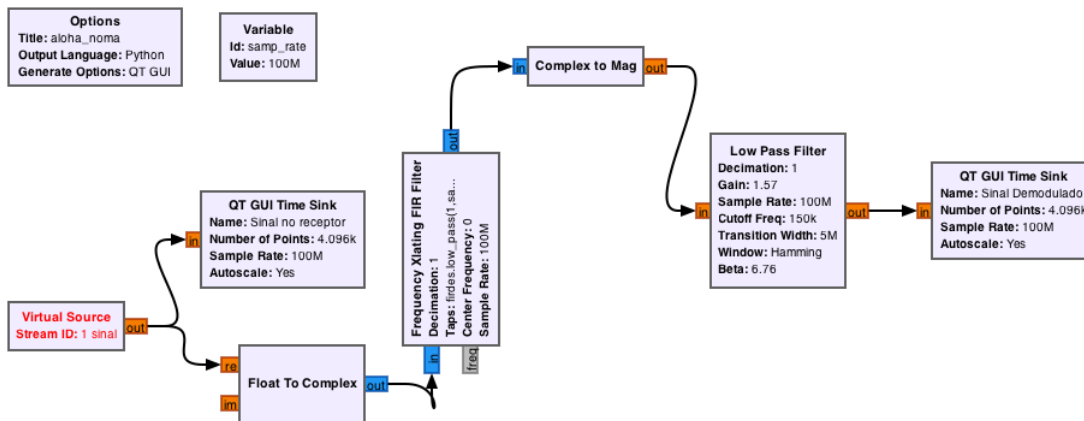 Options
Title: aloha_noma
Output Language: Python
Generate Options: QT GUI
Variable
Id: samp_rate
Value: 100M
in
Complex to Mag
out
out
Frequency Xlating FIR Filter
Decimation: 1
Taps: firdes.low_pass(1,sa...
Center Frequency: 0
Sample Rate: 100M
in
freq
Low Pass Filter
Decimation: 1
Gain: 1.57
Sample Rate: 100M
Cutoff Freq: 150k
Transition Width: 5M
Window: Hamming
Beta: 6.76
in
out
in
QT GUI Time Sink
Name: Sinal Demodulado
Number of Points: 4.096k
Sample Rate: 100M
Autoscale: Yes
in
QT GUI Time Sink
Name: Sinal no receptor
Number of Points: 4.096k
Sample Rate: 100M
Autoscale: Yes
Virtual Source
Stream ID: 1 sinal
out
re
im
Float To Complex
out